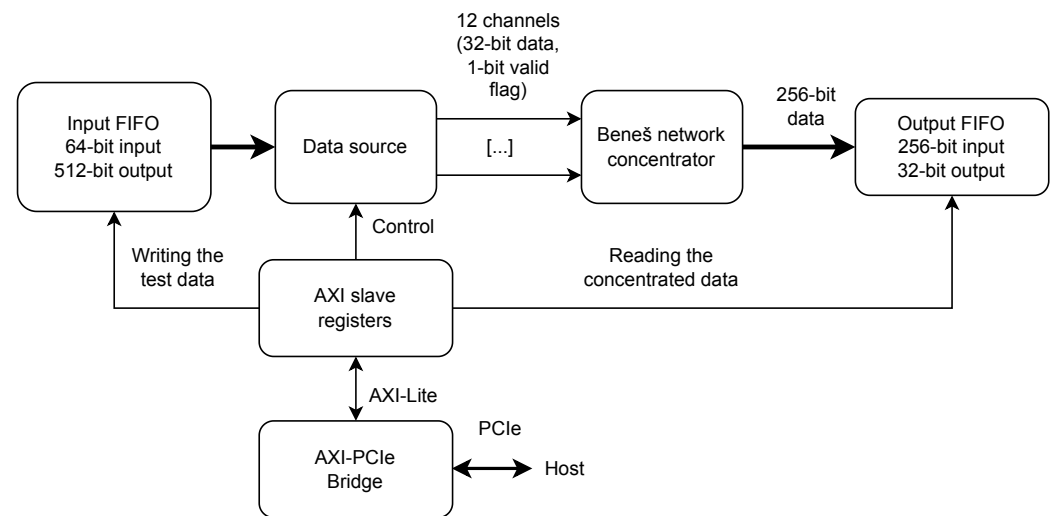 12 channels
(32-bit data,
1-bit valid
flag)
256-bit
data
Input FIFO
64-bit input
512-bit output
Data source
[...]
Beneš network
concentrator
Output FIFO
256-bit input
32-bit output
Control
Writing the
test data
Reading the
concentrated data
AXI slave
registers
AXI-Lite
PCIe
AXI-PCIe
Bridge
Host